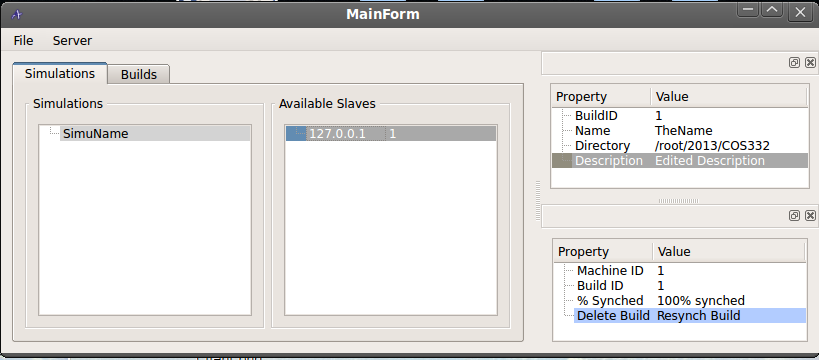 MainForm
File Server
Simulations Builds
Simulations
SimuName
Available Slaves
127.0.0.1 1
Property Value
BuildID 1
Name TheName
Directory /root/2013/COS332
Description Edited Description
Property Value
Machine ID 1
Build ID 1
% Synched 100% synched
Delete Build Resynch Build